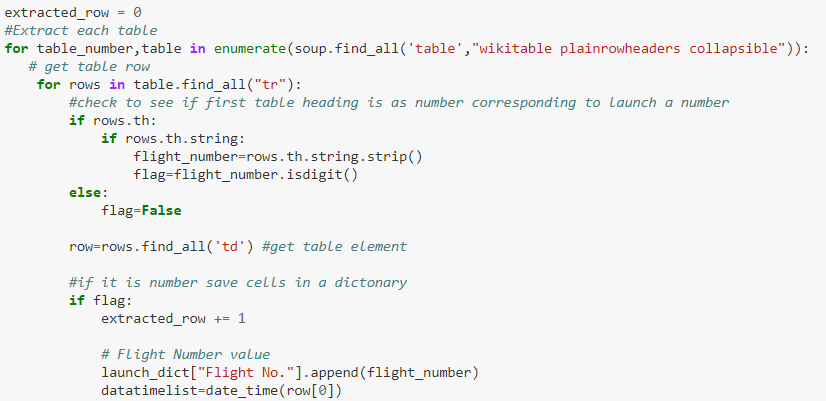 extracted_row = 0
#Extract each table
for table_number,table in enumerate(soup.find_all('table',"wikitable plainrowheaders collapsible")):
   # get table row
    for rows in table.find_all("tr"):
        #check to see if first table heading is as number corresponding to launch a number
        if rows.th:
            if rows.th.string:
                flight_number=rows.th.string.strip()
                flag=flight_number.isdigit()
        else:
            flag=False

        row=rows.find_all('td') #get table element

        #if it is number save cells in a dictonary
        if flag:
            extracted_row += 1

            # Flight Number value
            launch_dict["Flight No."].append(flight_number)
            datatimelist=date_time(row[0])